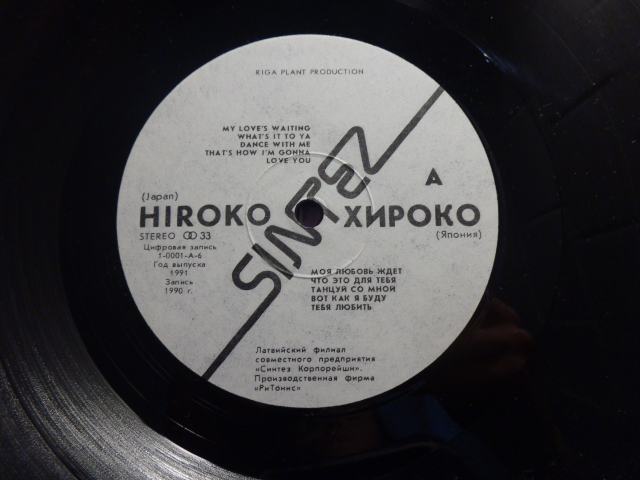 RIGA PLANT PRODUCTION
MY LOVE'S WAITING
WHAT'S IT TO YA
DANCE WITH ME
THAT'S HOW I'M GONNA
LOVE YOU
A
(Japan)
HIROKO
ХИРОКО
(Япония)
SINTEZ
STEREO 33
Цифровая запись
1-0001-A-6
Год выпуска
1991
Запись
1990 г.
МОЯ ЛЮБОВЬ ЖДЕТ
ЧТО ЭТО ДЛЯ ТЕБЯ
ТАНЦУЙ СО МНОЙ
ВОТ КАК Я БУДУ
ТЕБЯ ЛЮБИТЬ
Латвийский филиал
совместного предприятия
«Синтез Корпорейшн».
Производственная фирма
«РиТонис»